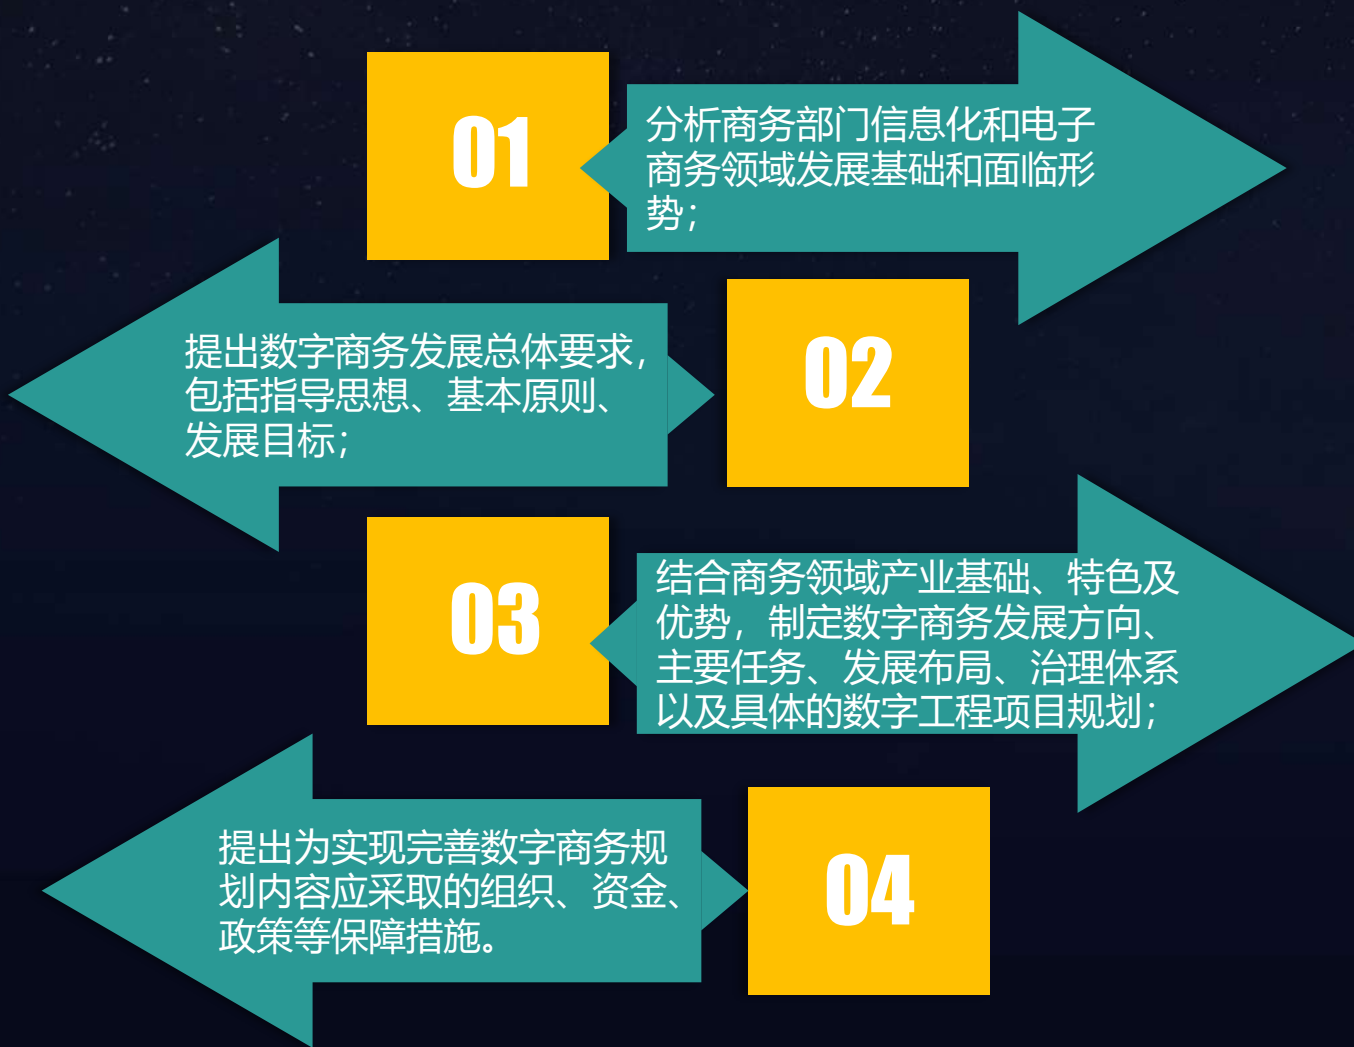 01
分析商务部门信息化和电子
商务领域发展基础和面临形
势；
提出数字商务发展总体要求，
包括指导思想、基本原则、
发展目标；
02
03
结合商务领域产业基础、特色及
优势，制定数字商务发展方向、
主要任务、发展布局、治理体系
以及具体的数字工程项目规划；
提出为实现完善数字商务规
划内容应采取的组织、资金、
政策等保障措施。
04